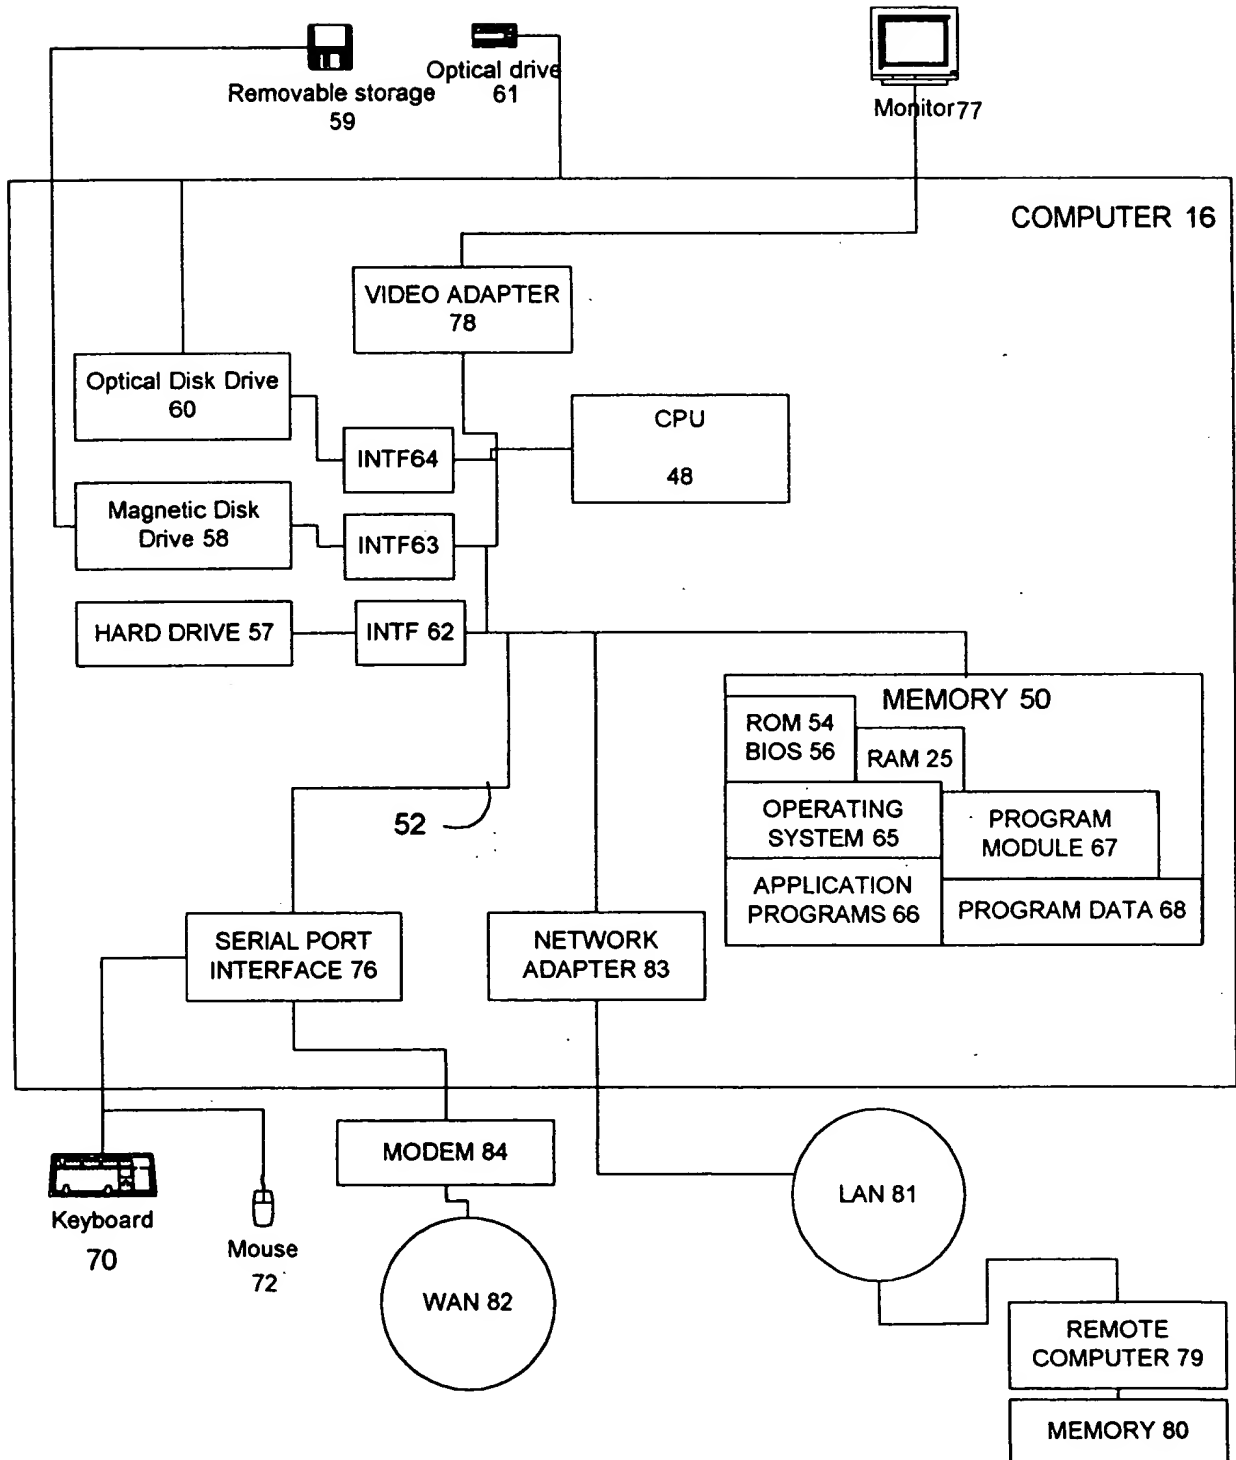 Removable storage
59
Optical drive
61
Monitor77
COMPUTER 16
VIDEO ADAPTER
78
Optical Disk Drive
60
CPU
48
INTF64
Magnetic Disk
Drive 58
INTF63
HARD DRIVE 57
INTF 62
MEMORY 50
ROM 54
BIOS 56
RAM 25
OPERATING
SYSTEM 65
PROGRAM
MODULE 67
APPLICATION
PROGRAMS 66
PROGRAM DATA 68
52
SERIAL PORT
INTERFACE 76
NETWORK
ADAPTER 83
MODEM 84
LAN 81
Keyboard
70
Mouse
72
WAN 82
REMOTE
COMPUTER 79
MEMORY 80